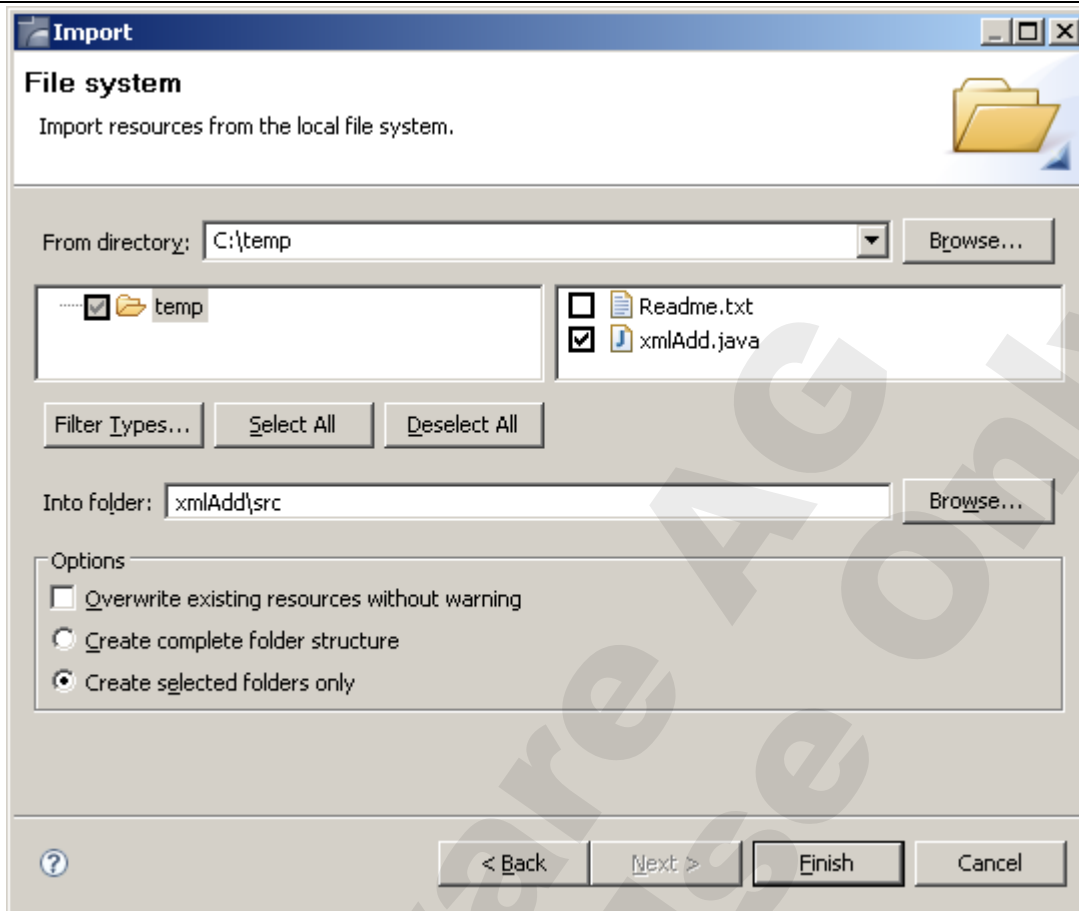 Import
File system
Import resources from the local file system.
From directory: C:\temp Browse...
temp
Readme.txt
xmlAdd.java
Filter Types... Select All Deselect All
Into folder: xmlAdd\src Browse...
Options
Overwrite existing resources without warning
Create complete folder structure
Create selected folders only
< Back Next > Finish Cancel